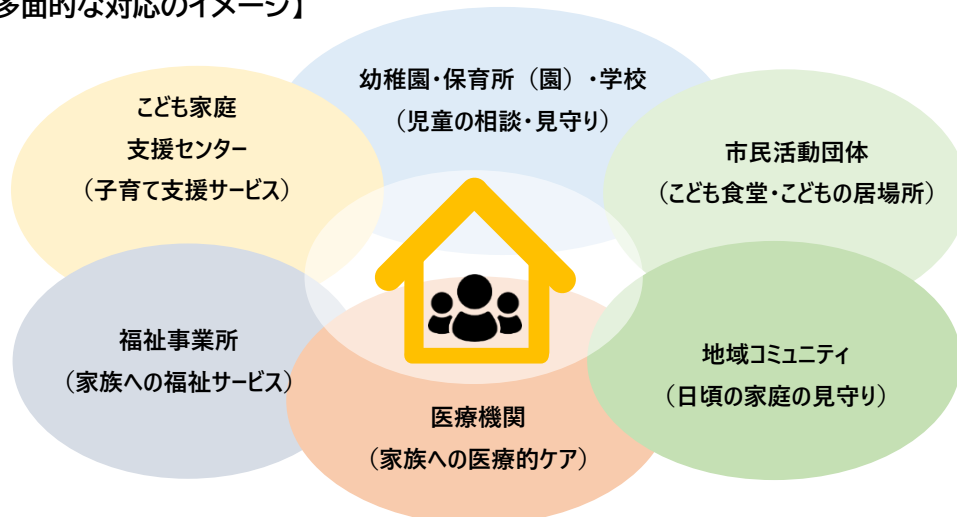 多面的な対応のイメージ】
幼稚園・保育所（園）・学校
（児童の相談・見守り）
こども家庭
支援センター
（子育て支援サービス）
市民活動団体
（こども食堂・こどもの居場所）
福祉事業所
（家族への福祉サービス）
地域コミュニティ
（日頃の家庭の見守り）
医療機関
（家族への医療的ケア）